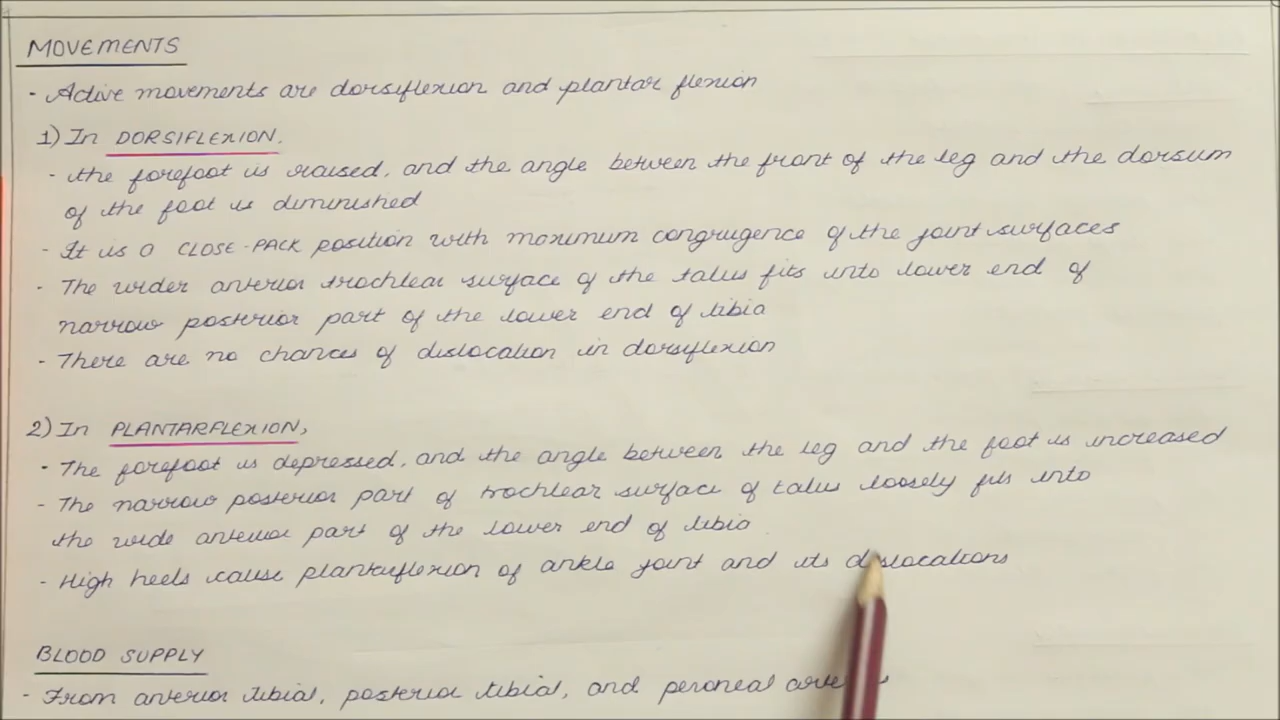 MOVEMENTS
- Active movements are dorsiflexion and plantar flexion
1) In DORSIFLEXION,
- the forefoot is raised, and the angle between the front of the leg and the dorsum
of the foot is diminished
- It is a CLOSE-PACK position with maximum congrugence of the joint surfaces
- The wider anterior trochlear surface of the talus fits into lower end of
narrow posterior part of the lower end of tibia
- There are no chances of dislocation in dorsiflexion
2) In PLANTARFLEXION,
- The forefoot is depressed, and the angle between the leg and the foot is increased
- The narrow posterior part of trochlear surface of talus loosely fits into
the wide anterior part of the lower end of tibia
- High heels cause plantiflexion of ankle joint and its dislocations
BLOOD SUPPLY
- From anterior tibial, posterior tibial, and peroneal